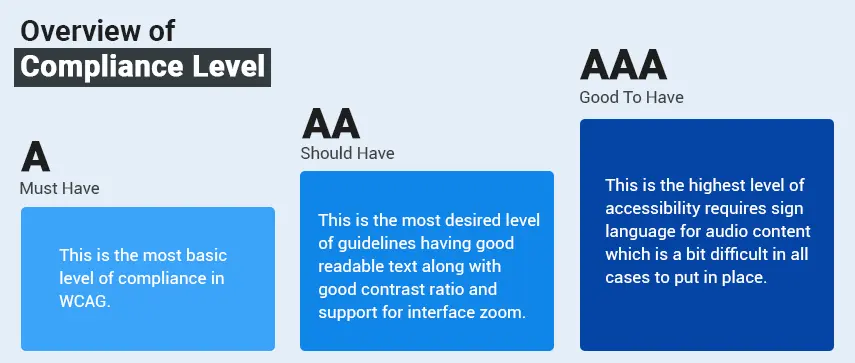 Overview of
Compliance Level
A
Must Have
This is the most basic
level of compliance in
WCAG.
AA
Should Have
This is the most desired level
of guidelines having good
readable text along with
good contrast ratio and
support for interface zoom.
AAA
Good To Have
This is the highest level of
accessibility requires sign
language for audio content
which is a bit difficult in all
cases to put in place.